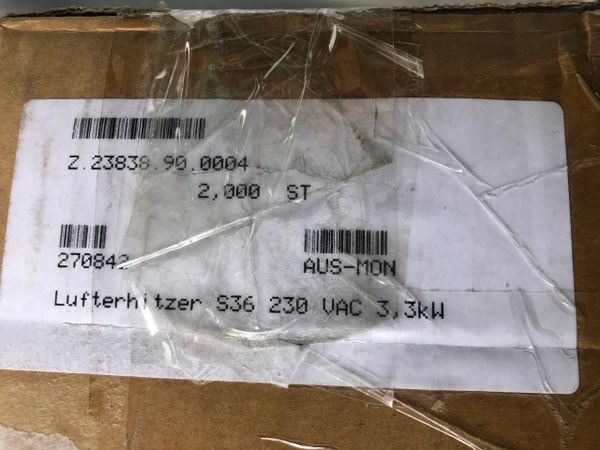 Z.23838.90.0004
2,000 ST
270842 AUS-MON
Lufterhitzer S36 230 VAC 3,3kW